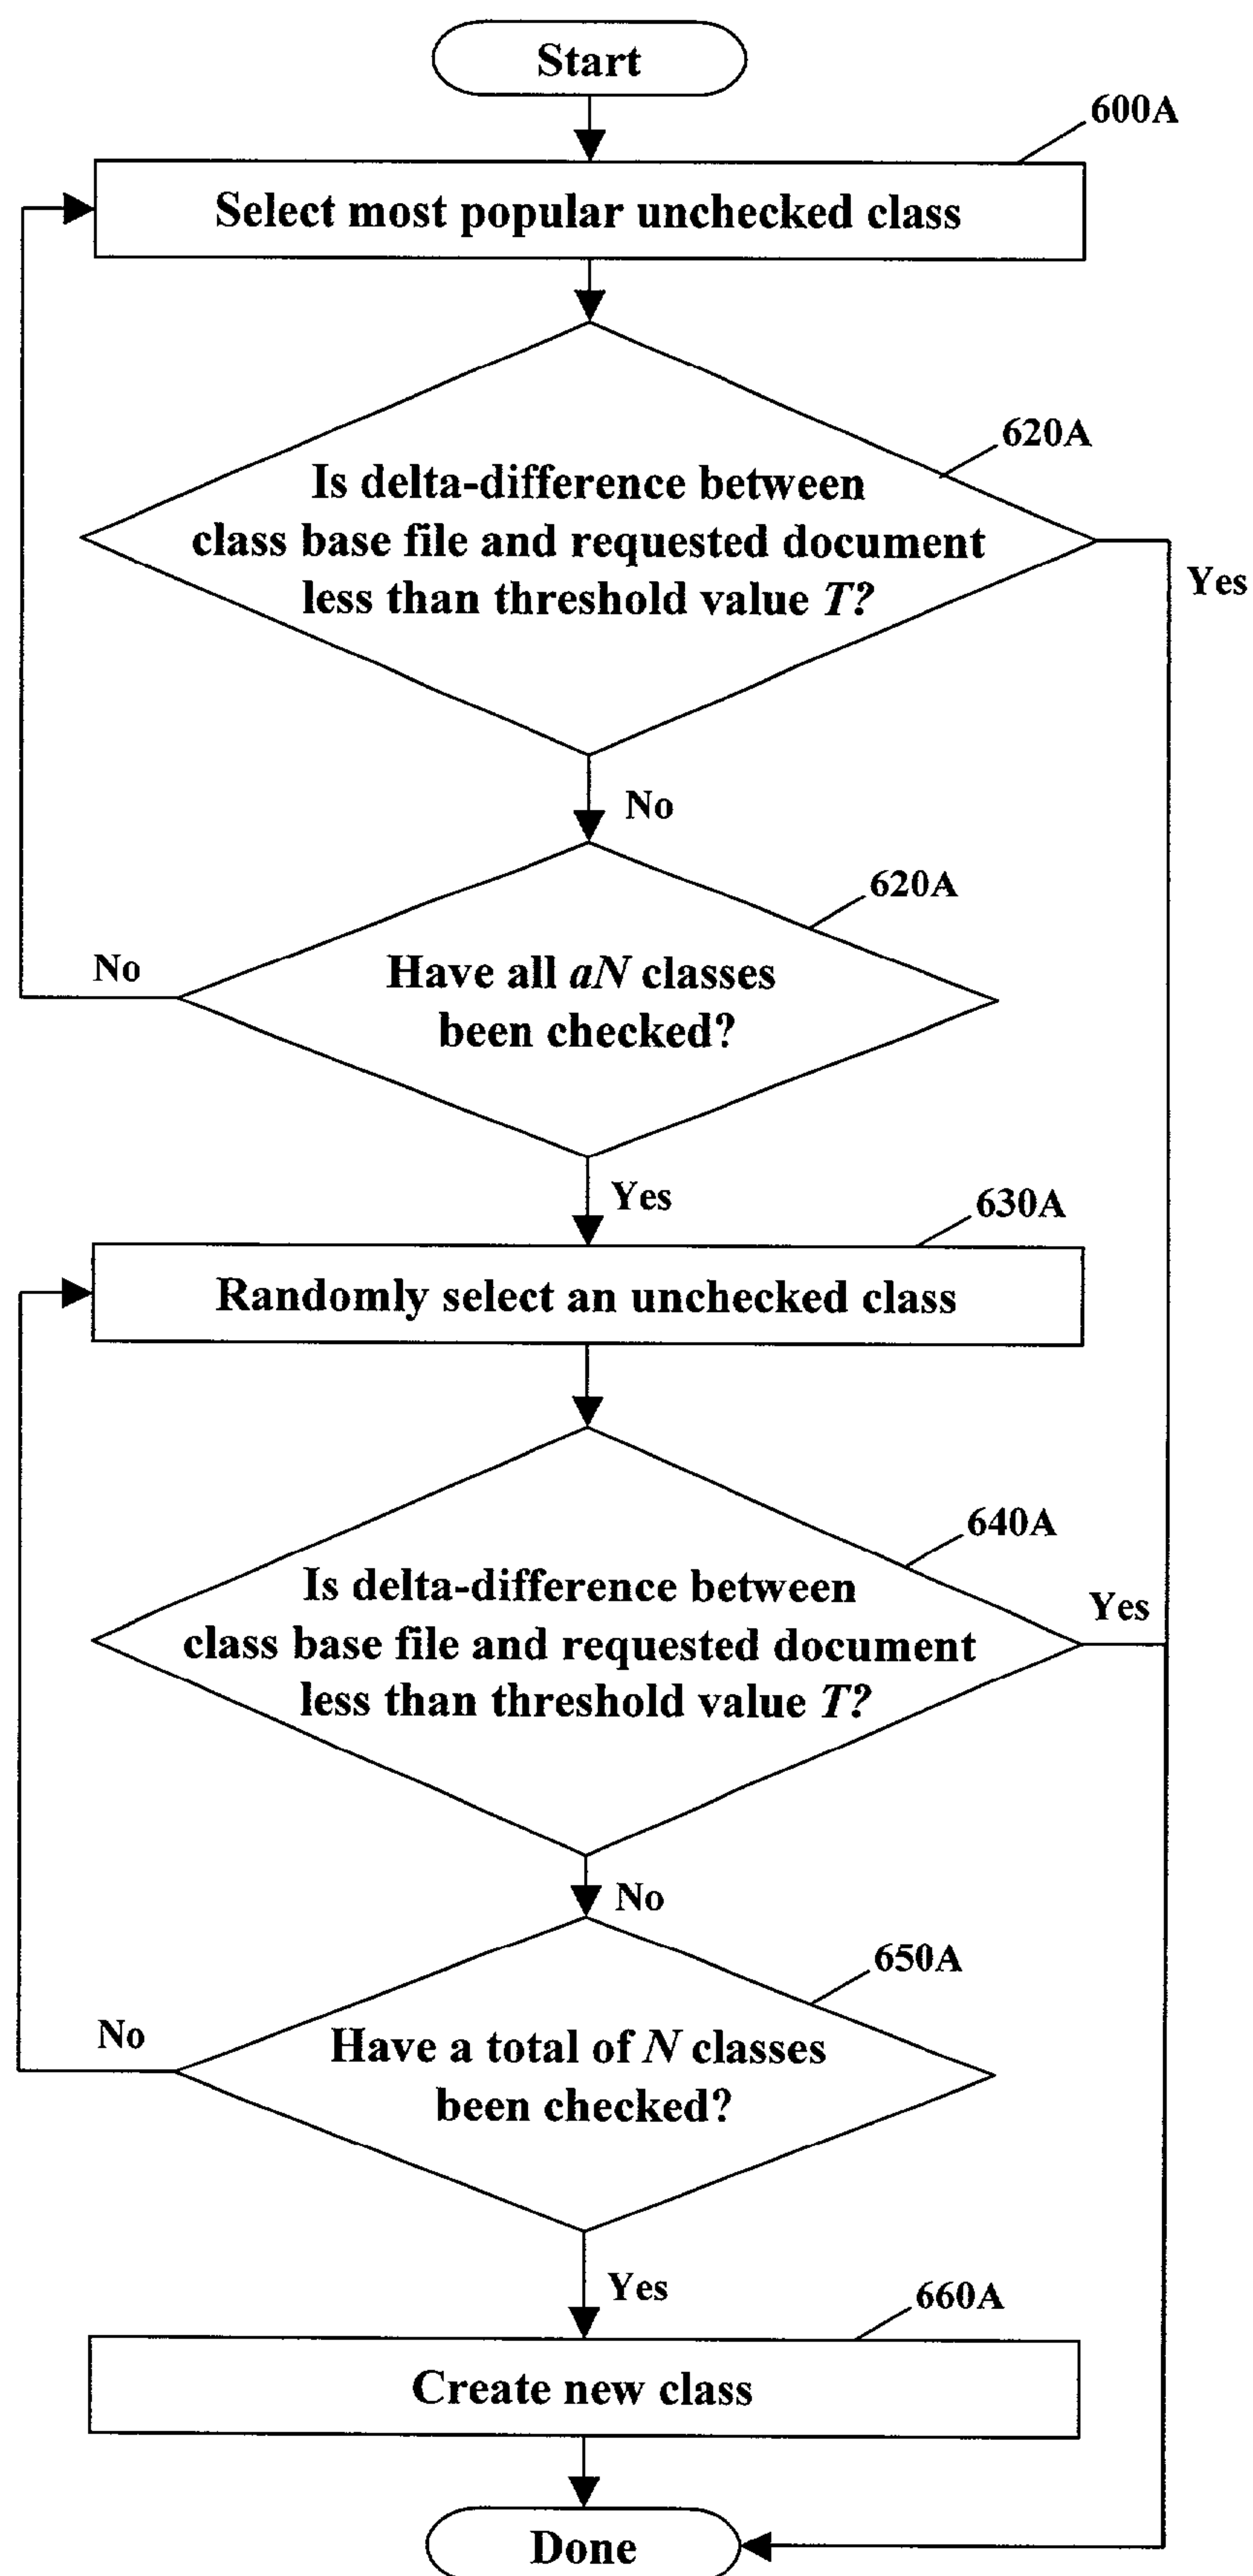 Start
600A
Select most popular unchecked class
620A
Is delta-difference between
class base file and requested document
less than threshold value T?
Yes
No
620A
Have all aN classes
been checked?
No
Yes
630A
Randomly select an unchecked class
640A
Is delta-difference between
class base file and requested document
less than threshold value T?
Yes
No
650A
Have a total of N classes
been checked?
No
Yes
660A
Create new class
Done